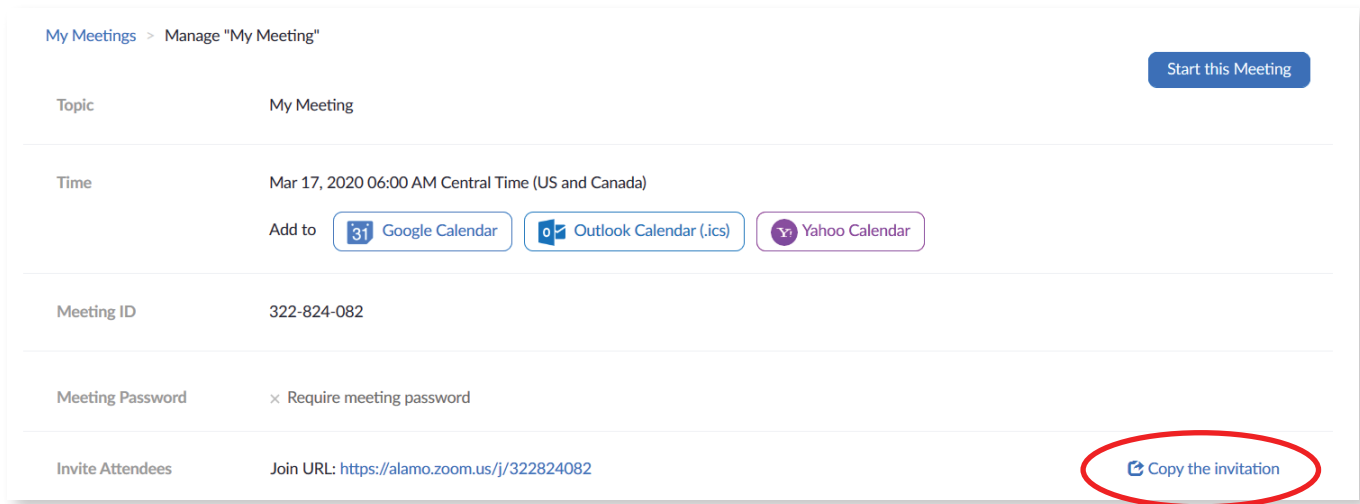 My Meetings > Manage "My Meeting"
Start this Meeting
Topic My Meeting
Time Mar 17, 2020 06:00 AM Central Time (US and Canada)
Add to 31 Google Calendar Outlook Calendar (.ics) Yahoo Calendar
Meeting ID 322-824-082
Meeting Password × Require meeting password
Invite Attendees Join URL: https://alamo.zoom.us/j/322824082 Copy the invitation